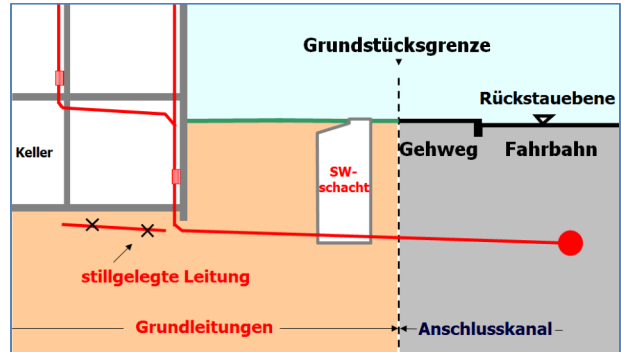 Grundstücksgrenze
Rückstauebene
Keller
SW-
schacht
Gehweg
Fahrbahn
stillgelegte Leitung
Grundleitungen
Anschlusskanal